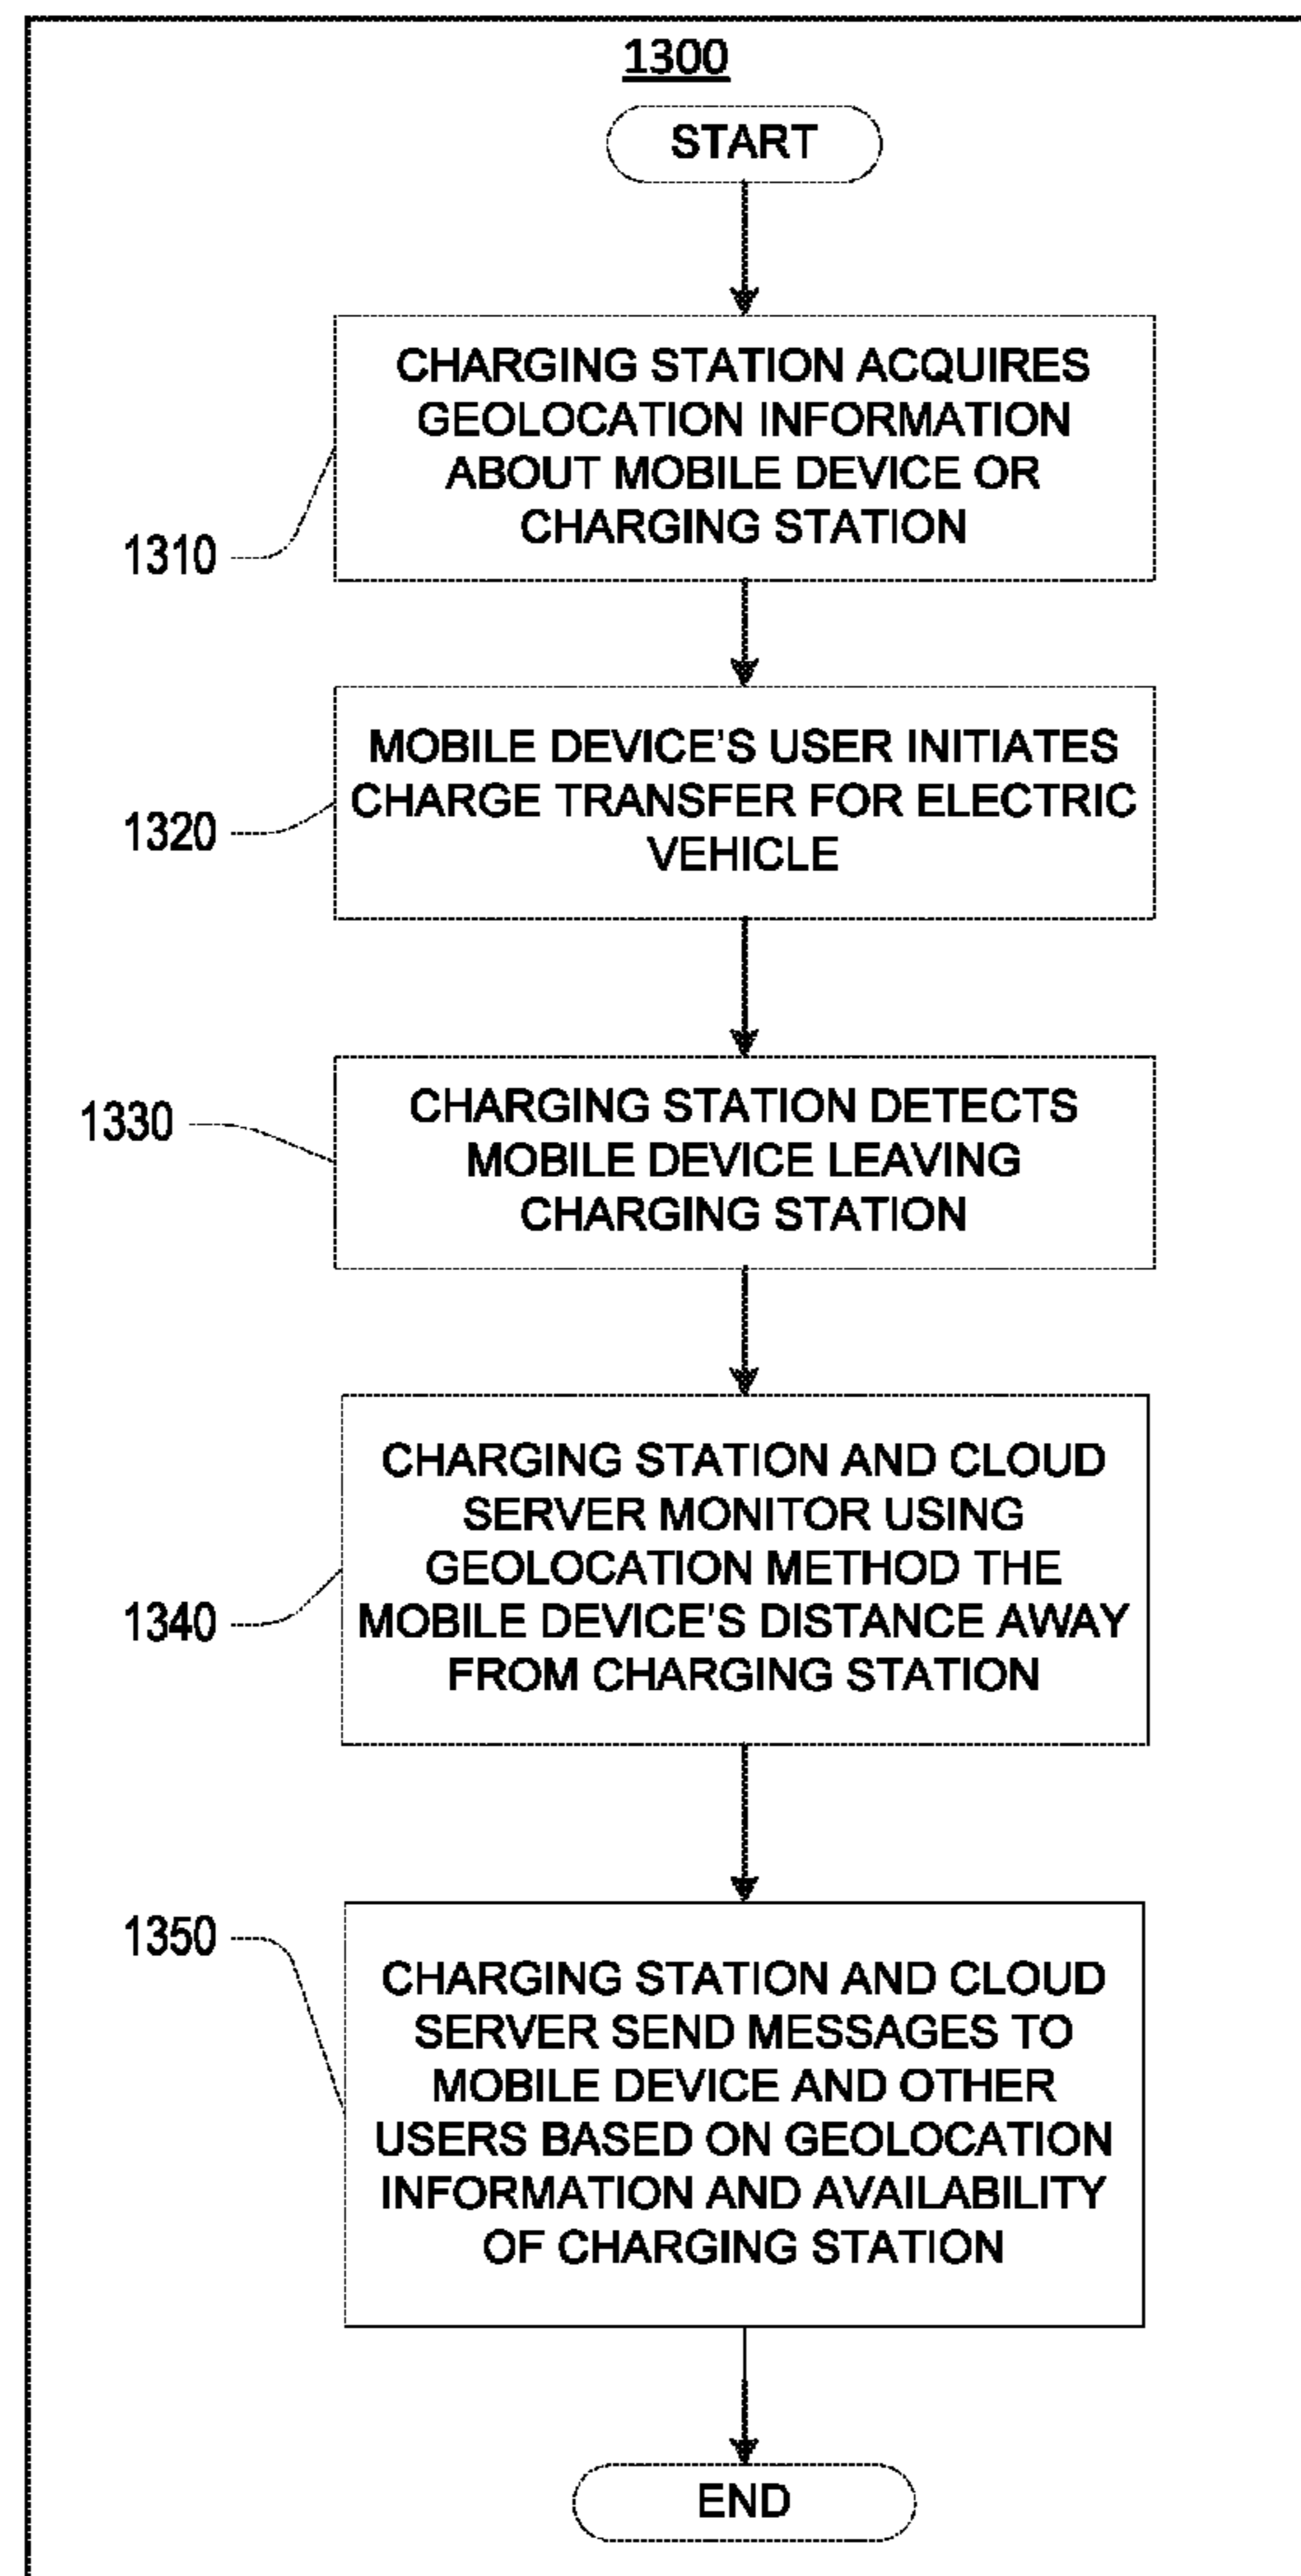 1300
START
CHARGING STATION ACQUIRES
GEOLOCATION INFORMATION
ABOUT MOBILE DEVICE OR
CHARGING STATION
1310
MOBILE DEVICE'S USER INITIATES
CHARGE TRANSFER FOR ELECTRIC
VEHICLE
1320
CHARGING STATION DETECTS
MOBILE DEVICE LEAVING
CHARGING STATION
1330
CHARGING STATION AND CLOUD
SERVER MONITOR USING
GEOLOCATION METHOD THE
MOBILE DEVICE'S DISTANCE AWAY
FROM CHARGING STATION
1340
CHARGING STATION AND CLOUD
SERVER SEND MESSAGES TO
MOBILE DEVICE AND OTHER
USERS BASED ON GEOLOCATION
INFORMATION AND AVAILABILITY
OF CHARGING STATION
1350
END